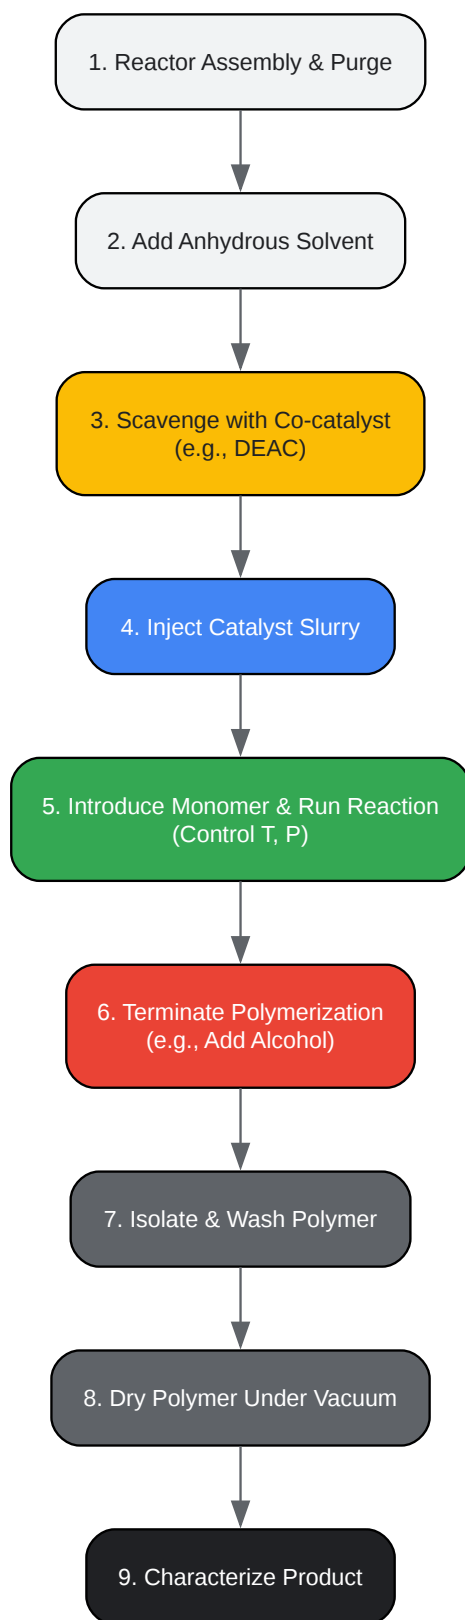 1. Reactor Assembly & Purge
2. Add Anhydrous Solvent
3. Scavenge with Co-catalyst
(e.g., DEAC)
4. Inject Catalyst Slurry
5. Introduce Monomer & Run Reaction
(Control T, P)
6. Terminate Polymerization
(e.g., Add Alcohol)
7. Isolate & Wash Polymer
8. Dry Polymer Under Vacuum
9. Characterize Product